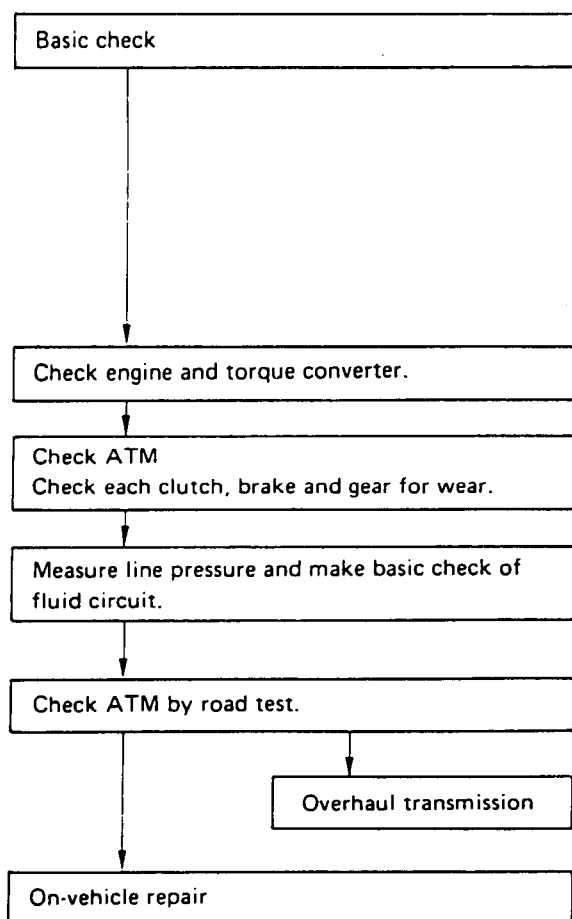 Basic check
Check engine and torque converter.
Check ATM
Check each clutch, brake and gear for wear.
Measure line pressure and make basic check of
fluid circuit.
Check ATM by road test.
Overhaul transmission
On-vehicle repair